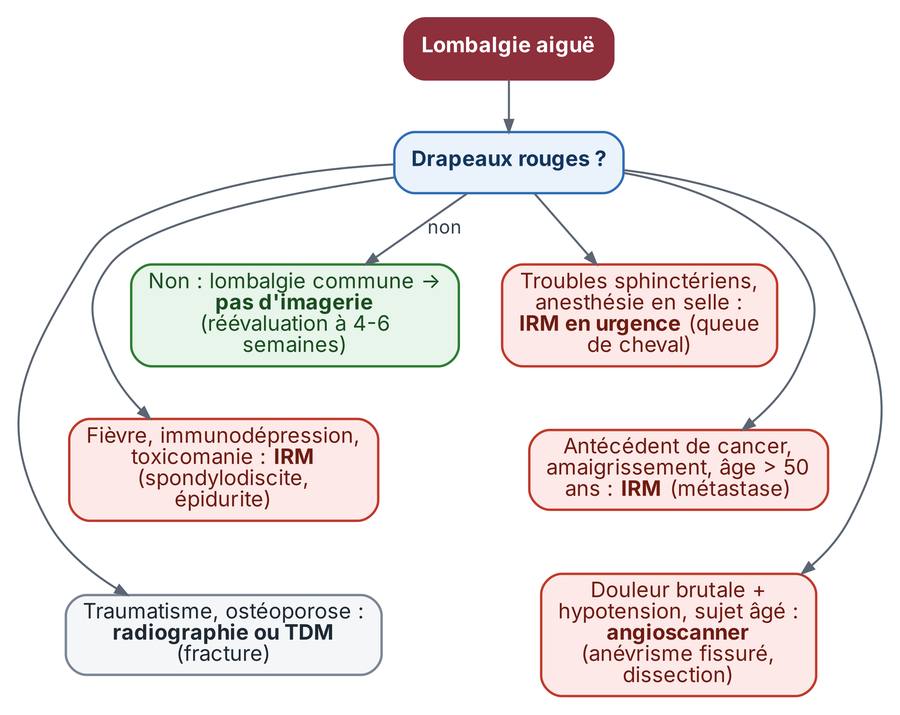 Lombalgie aiguë
Drapeaux rouges ?
non
Non : lombalgie commune →
pas d'imagerie
(réévaluation à 4-6
semaines)
Troubles sphinctériens,
anesthésie en selle :
IRM en urgence (queue
de cheval)
Fièvre, immunodépression,
toxicomanie : IRM
(spondylodiscite,
épidurite)
Antécédent de cancer,
amaigrissement, âge > 50
ans : IRM (métastase)
Traumatisme, ostéoporose :
radiographie ou TDM
(fracture)
Douleur brutale +
hypotension, sujet âgé :
angioscanner
(anévrisme fissuré,
dissection)